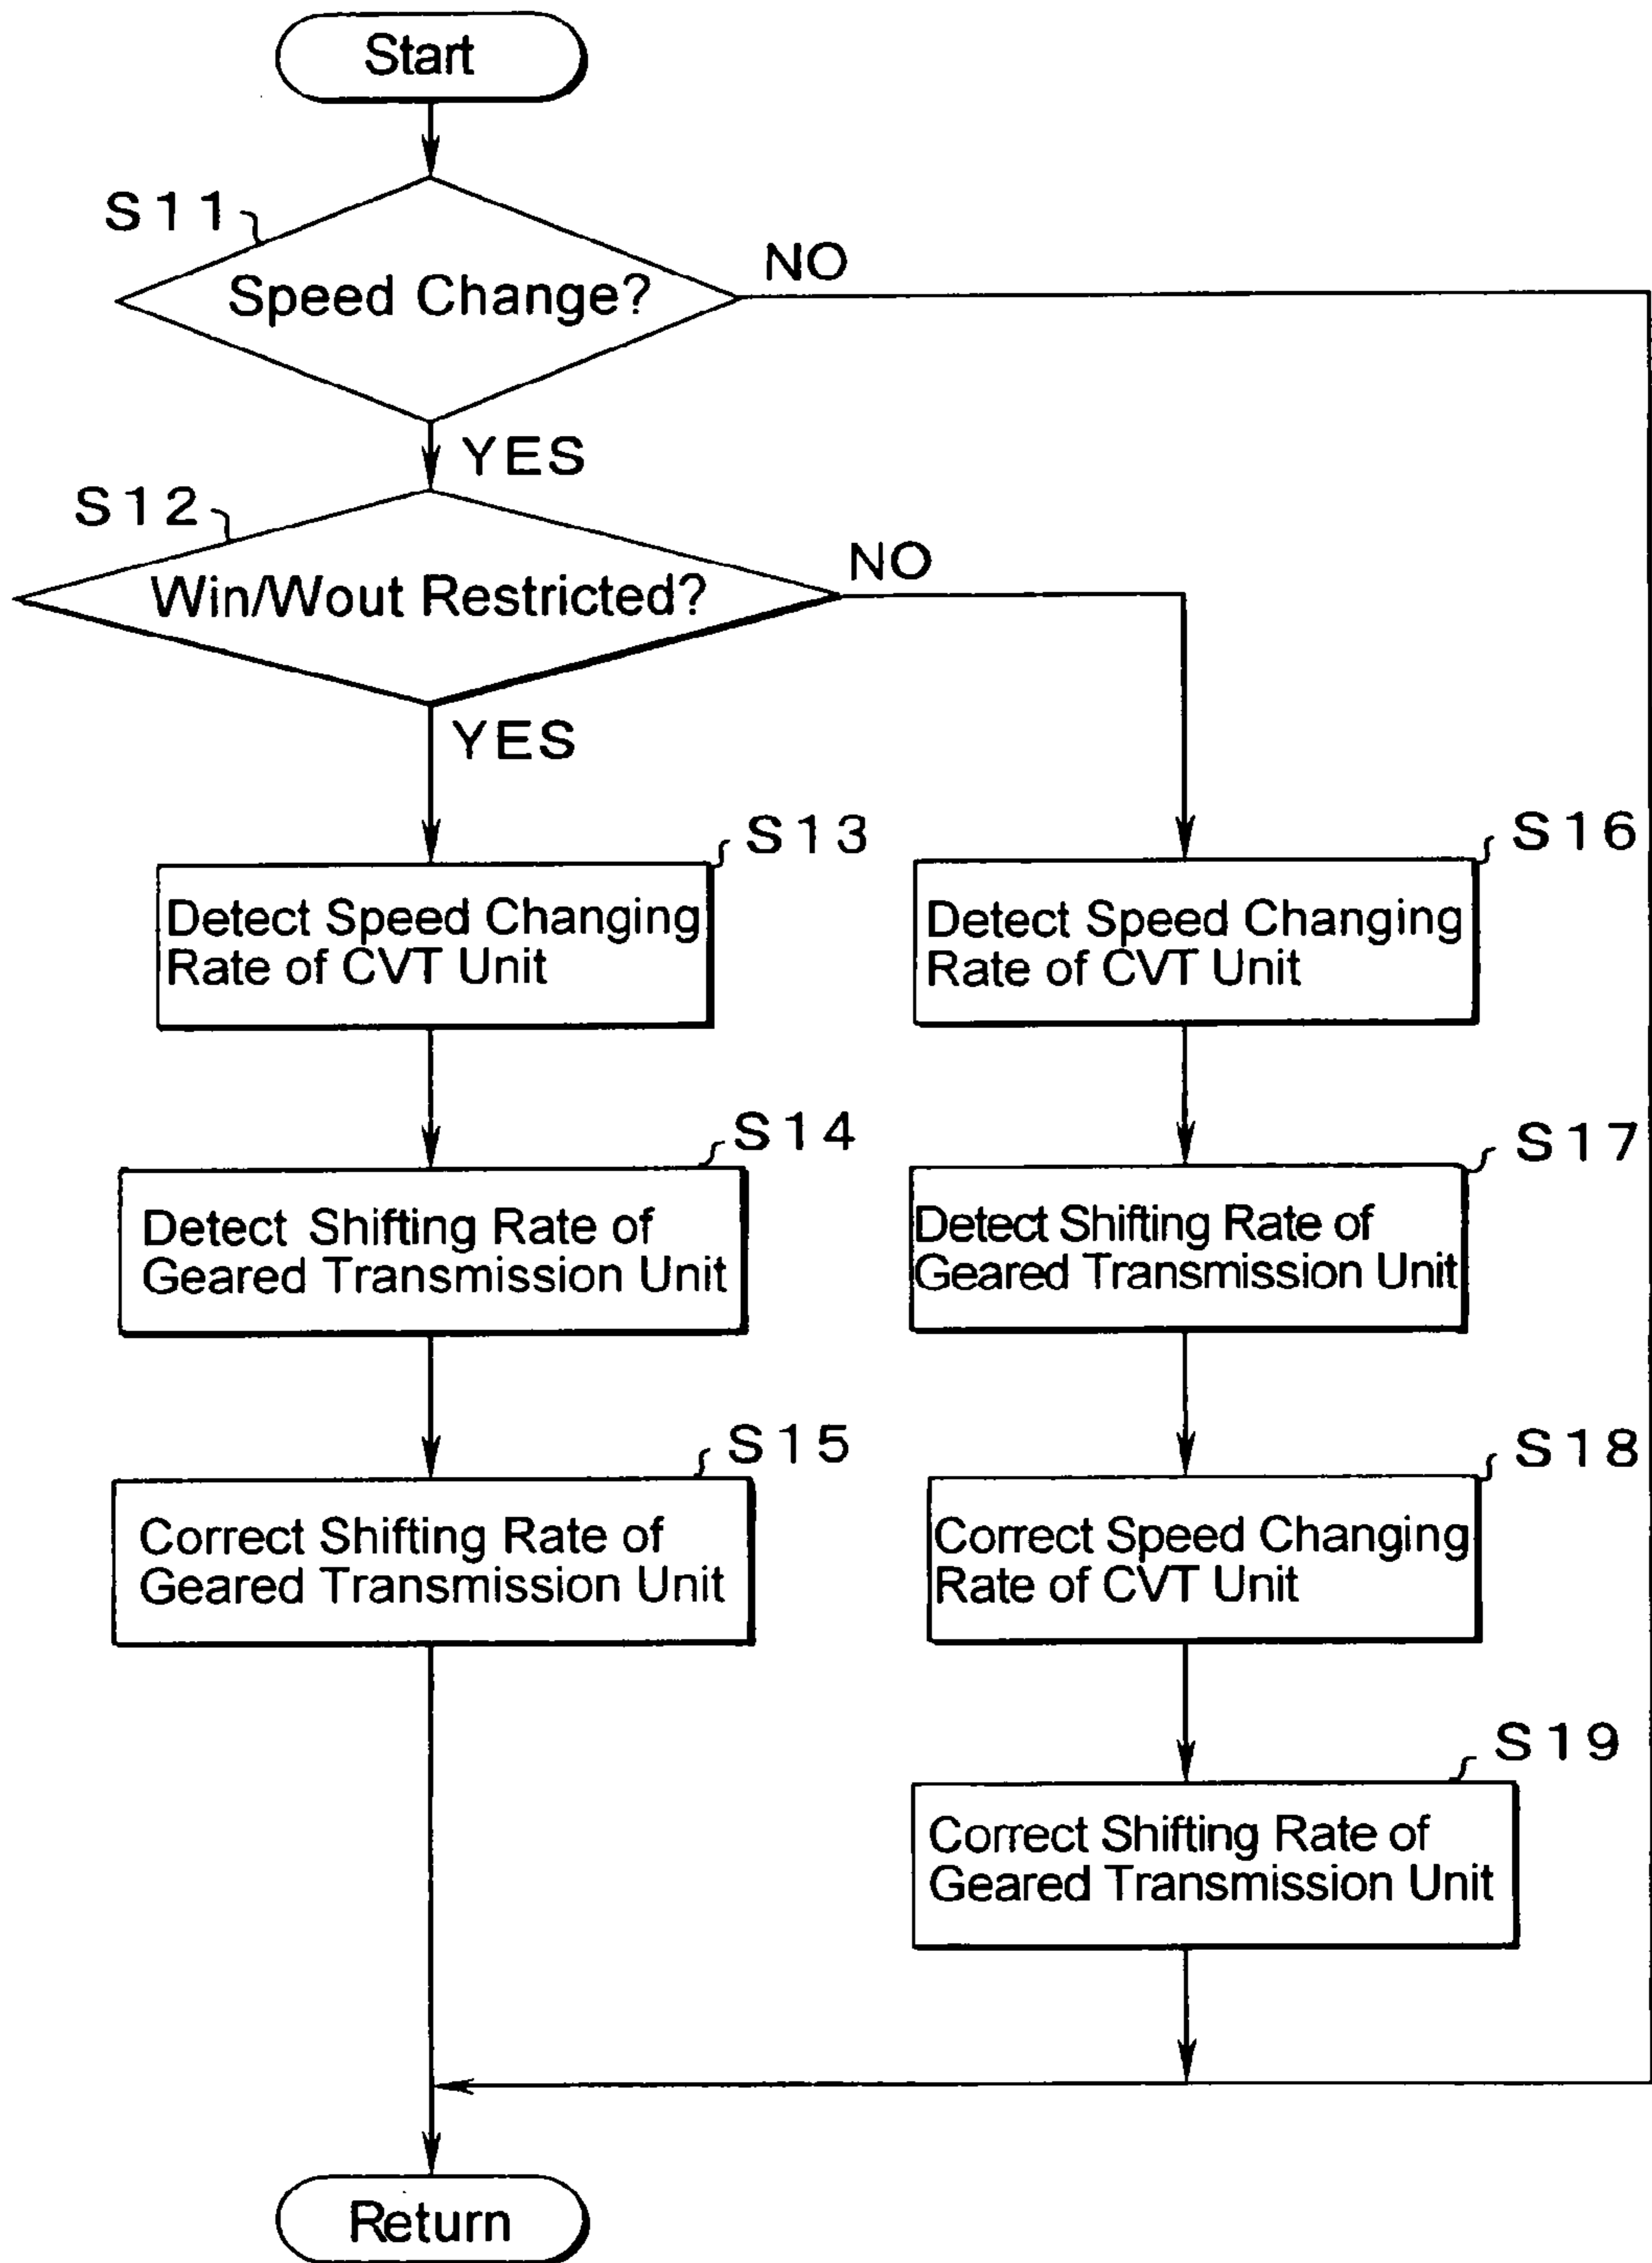 Start
S11
Speed Change?
NO
YES
S12
Win/Wout Restricted?
NO
YES
S13
Detect Speed Changing
Rate of CVT Unit
S14
Detect Shifting Rate of
Geared Transmission Unit
S15
Correct Shifting Rate of
Geared Transmission Unit
S16
Detect Speed Changing
Rate of CVT Unit
S17
Detect Shifting Rate of
Geared Transmission Unit
S18
Correct Speed Changing
Rate of CVT Unit
S19
Correct Shifting Rate of
Geared Transmission Unit
Return